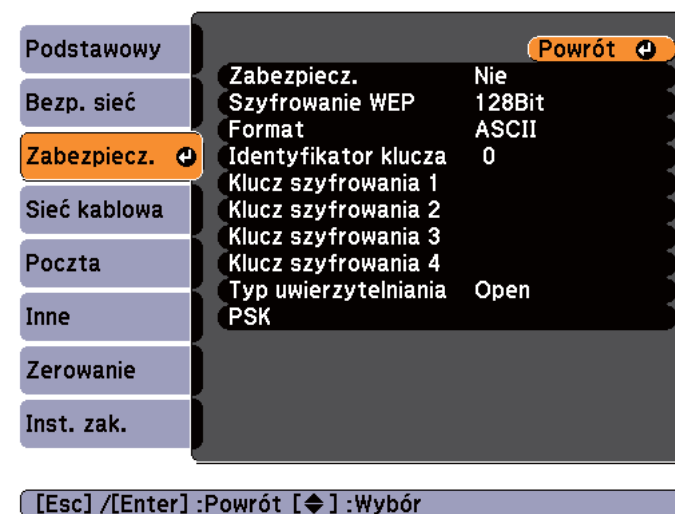 Podstawowy
Bezp. sieć
Zabezpiecz.
Sieć kablowa
Poczta
Inne
Zerowanie
Inst. zak.
Powrót
Zabezpiecz. Nie
Szyfrowanie WEP 128Bit
Format ASCII
Identyfikator klucza 0
Klucz szyfrowania 1
Klucz szyfrowania 2
Klucz szyfrowania 3
Klucz szyfrowania 4
Typ uwierzytelniania Open
PSK
[Esc] /[Enter] :Powrót [◆] :Wybór